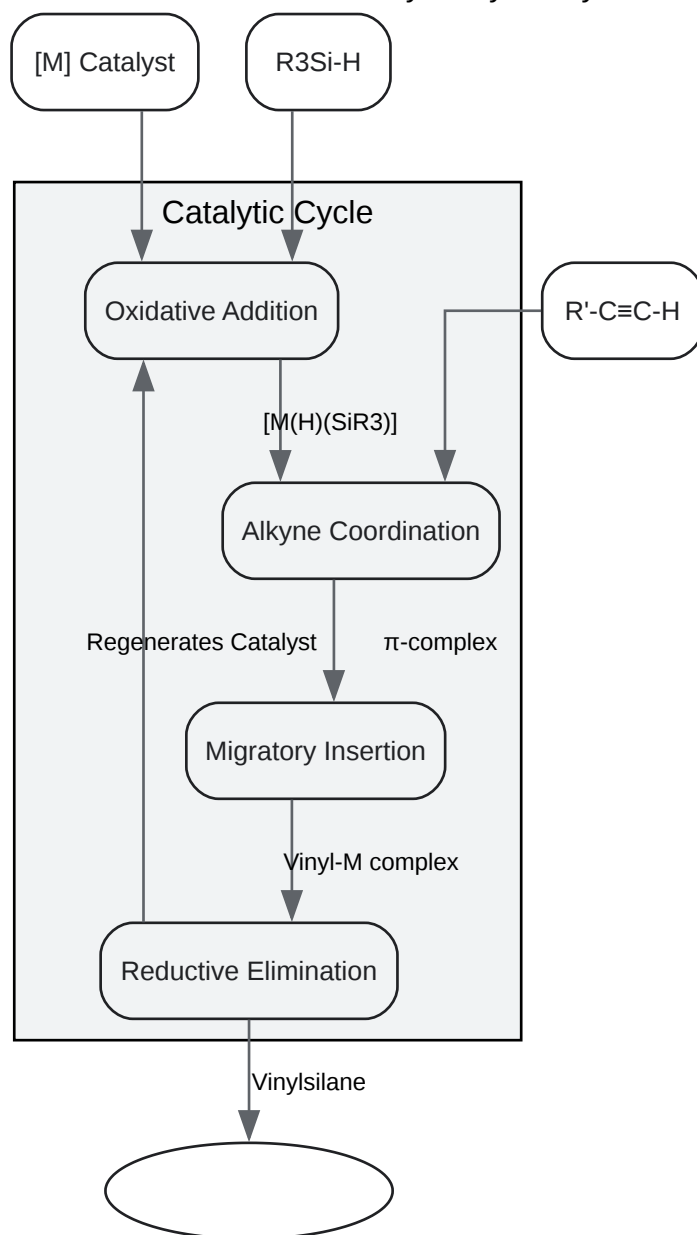 [M] Catalyst
R3Si-H
Catalytic Cycle
Oxidative Addition
R'-C≡C-H
[M(H)(SiR3)]
Alkyne Coordination
Regenerates Catalyst
π-complex
Migratory Insertion
Vinyl-M complex
Reductive Elimination
Vinylsilane